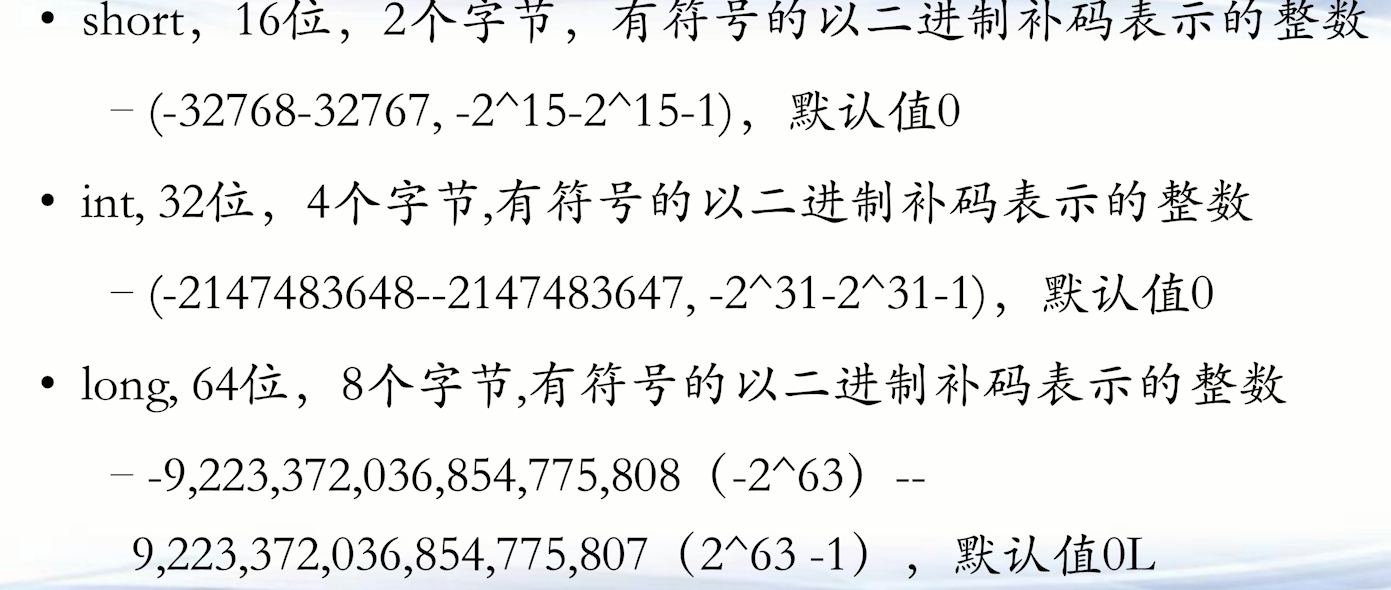 • short，16位，2个字节，有符号的以二进制补码表示的整数
– (-32768-32767, -2^15-2^15-1)，默认值0
• int, 32位，4个字节,有符号的以二进制补码表示的整数
– (-2147483648--2147483647, -2^31-2^31-1)，默认值0
• long, 64位，8个字节,有符号的以二进制补码表示的整数
– -9,223,372,036,854,775,808（-2^63）--
9,223,372,036,854,775,807（2^63 -1），默认值0L